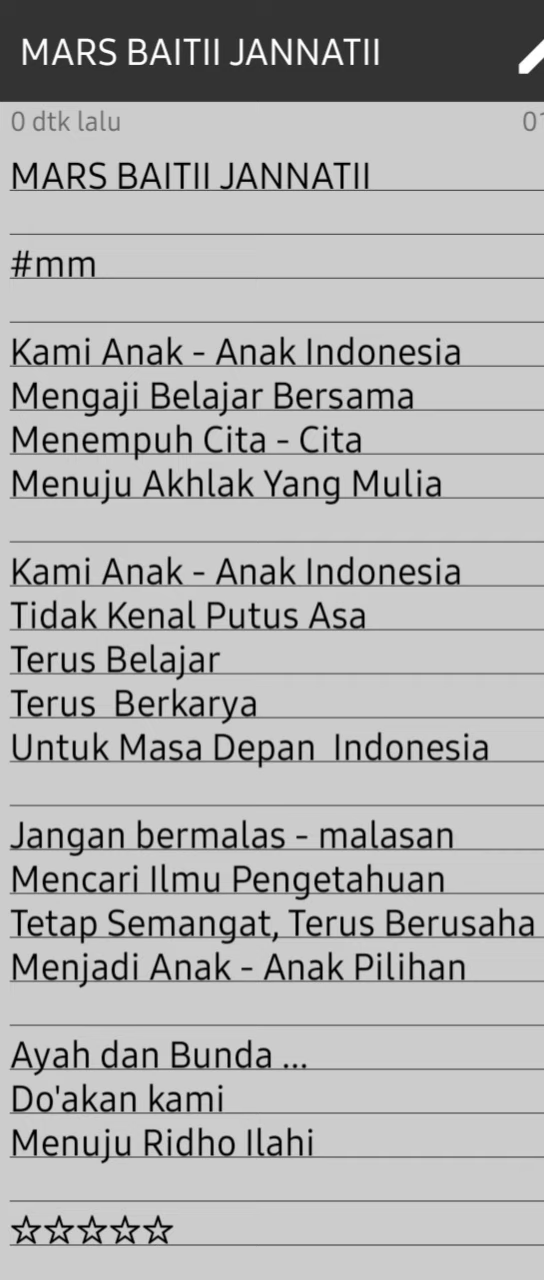 MARS BAITII JANNATII
0 dtk lalu
MARS BAITII JANNATII
#mm
Kami Anak - Anak Indonesia
Mengaji Belajar Bersama
Menempuh Cita - Cita
Menuju Akhlak Yang Mulia
Kami Anak - Anak Indonesia
Tidak Kenal Putus Asa
Terus Belajar
Terus  Berkarya
Untuk Masa Depan  Indonesia
Jangan bermalas - malasan
Mencari Ilmu Pengetahuan
Tetap Semangat, Terus Berusaha
Menjadi Anak - Anak Pilihan
Ayah dan Bunda ...
Do'akan kami
Menuju Ridho Ilahi
☆☆☆☆☆